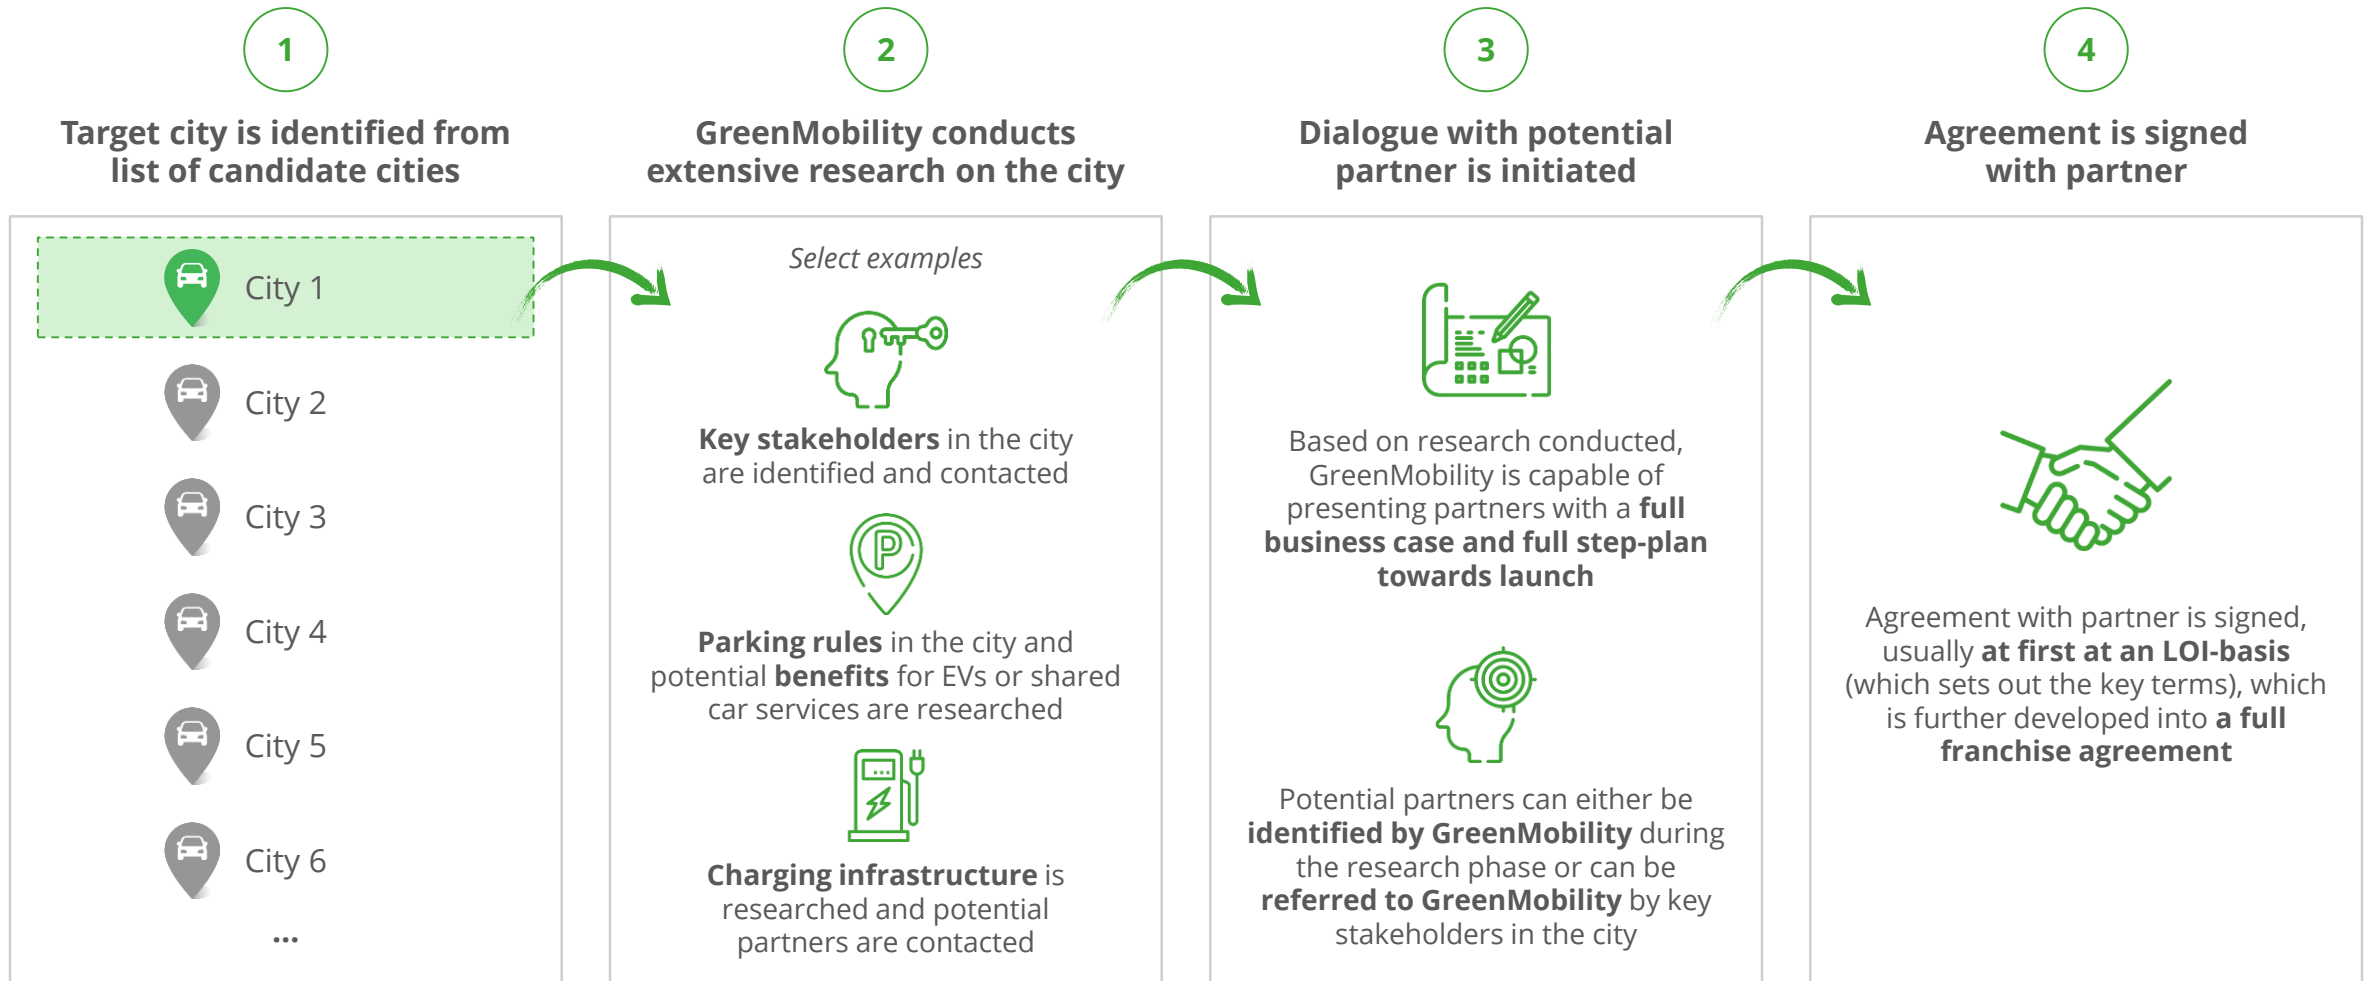 1
Target city is identified from
list of candidate cities
City 1
City 2
City 3
City 4
City 5
City 6
...
2
GreenMobility conducts
extensive research on the city
Select examples
Key stakeholders in the city
are identified and contacted
P
Parking rules in the city and
potential benefits for EVs or shared
car services are researched
Charging infrastructure is
researched and potential
partners are contacted
3
Dialogue with potential
partner is initiated
Based on research conducted,
GreenMobility is capable of
presenting partners with a full
business case and full step-plan
towards launch
Potential partners can either be
identified by GreenMobility during
the research phase or can be
referred to GreenMobility by key
stakeholders in the city
4
Agreement is signed
with partner
Agreement with partner is signed,
usually at first at an LOI-basis
(which sets out the key terms), which
is further developed into a full
franchise agreement